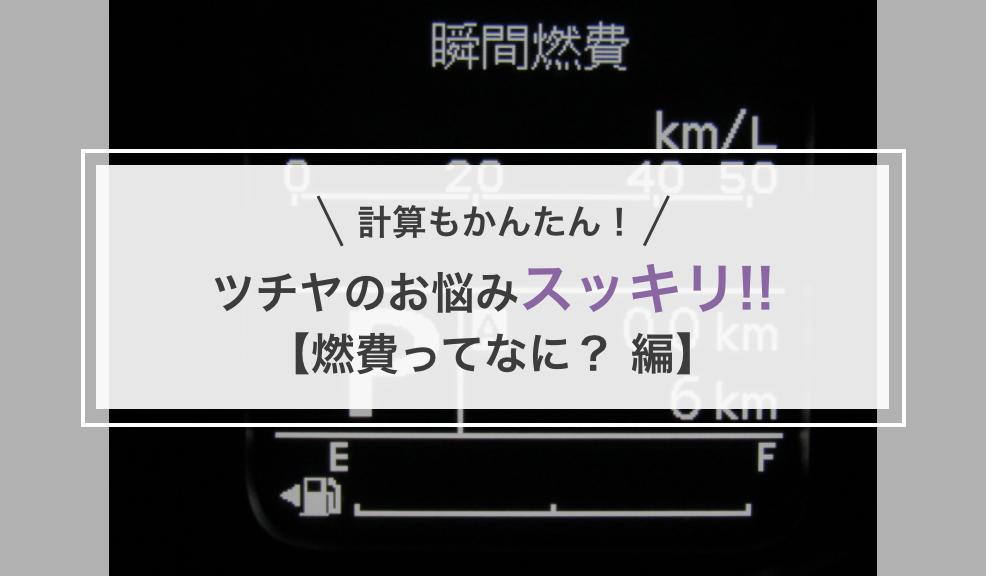 瞬間燃費
km/L
0 20 40 50
計算もかんたん！
ツチヤのお悩みスッキリ!!
【燃費ってなに？ 編】
P A 0.0 km
6 km
E F